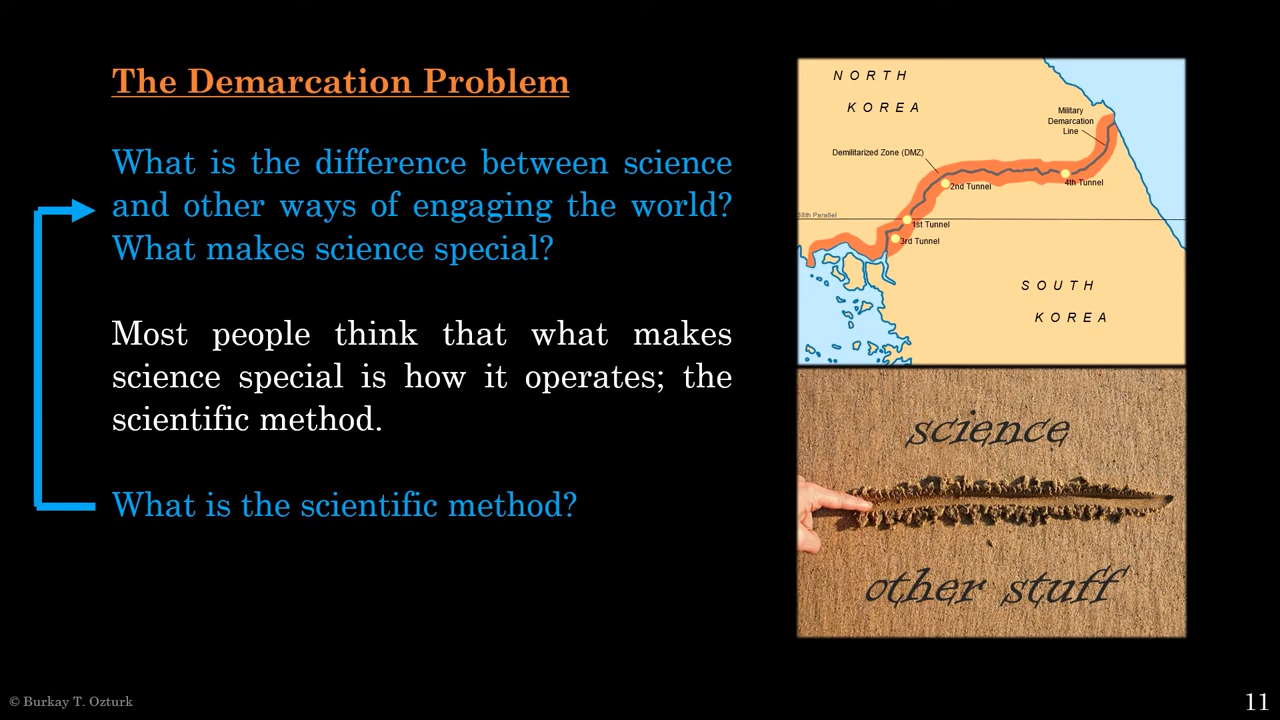 The Demarcation Problem
What is the difference between science
and other ways of engaging the world?
What makes science special?
Most people think that what makes
science special is how it operates; the
scientific method.
What is the scientific method?
NORTH
KOREA
Military
Demarcation
Line
Demilitarized Zone (DMZ)
2nd Tunnel
4th Tunnel
38th Parallel
1st Tunnel
3rd Tunnel
SOUTH
KOREA
science
other stuff
© Burkay T. Ozturk
11